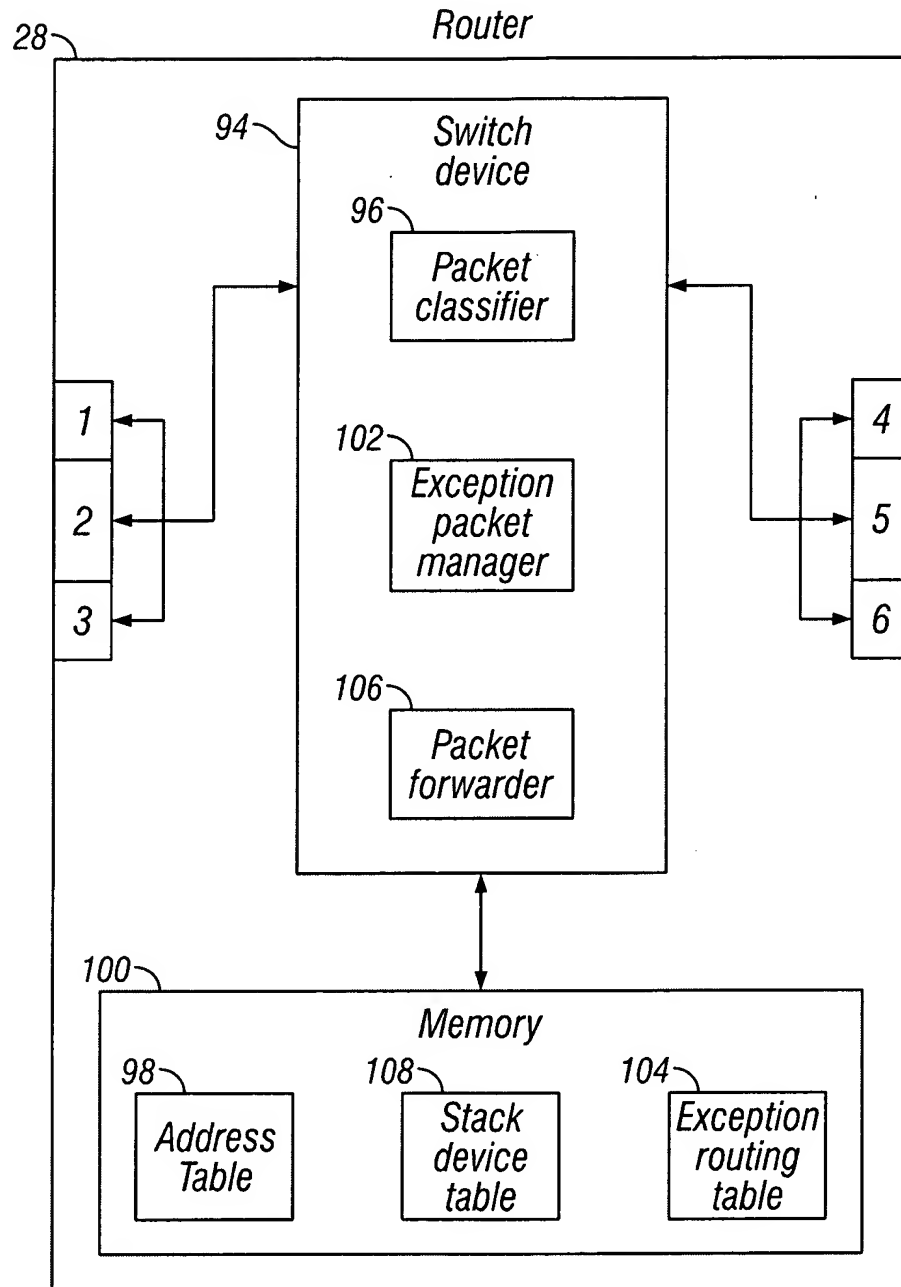 Router
28
94
Switch
device
96
Packet
classifier
1
2
3
4
5
6
102
Exception
packet
manager
106
Packet
forwarder
100
Memory
98
Address
Table
108
Stack
device
table
104
Exception
routing
table